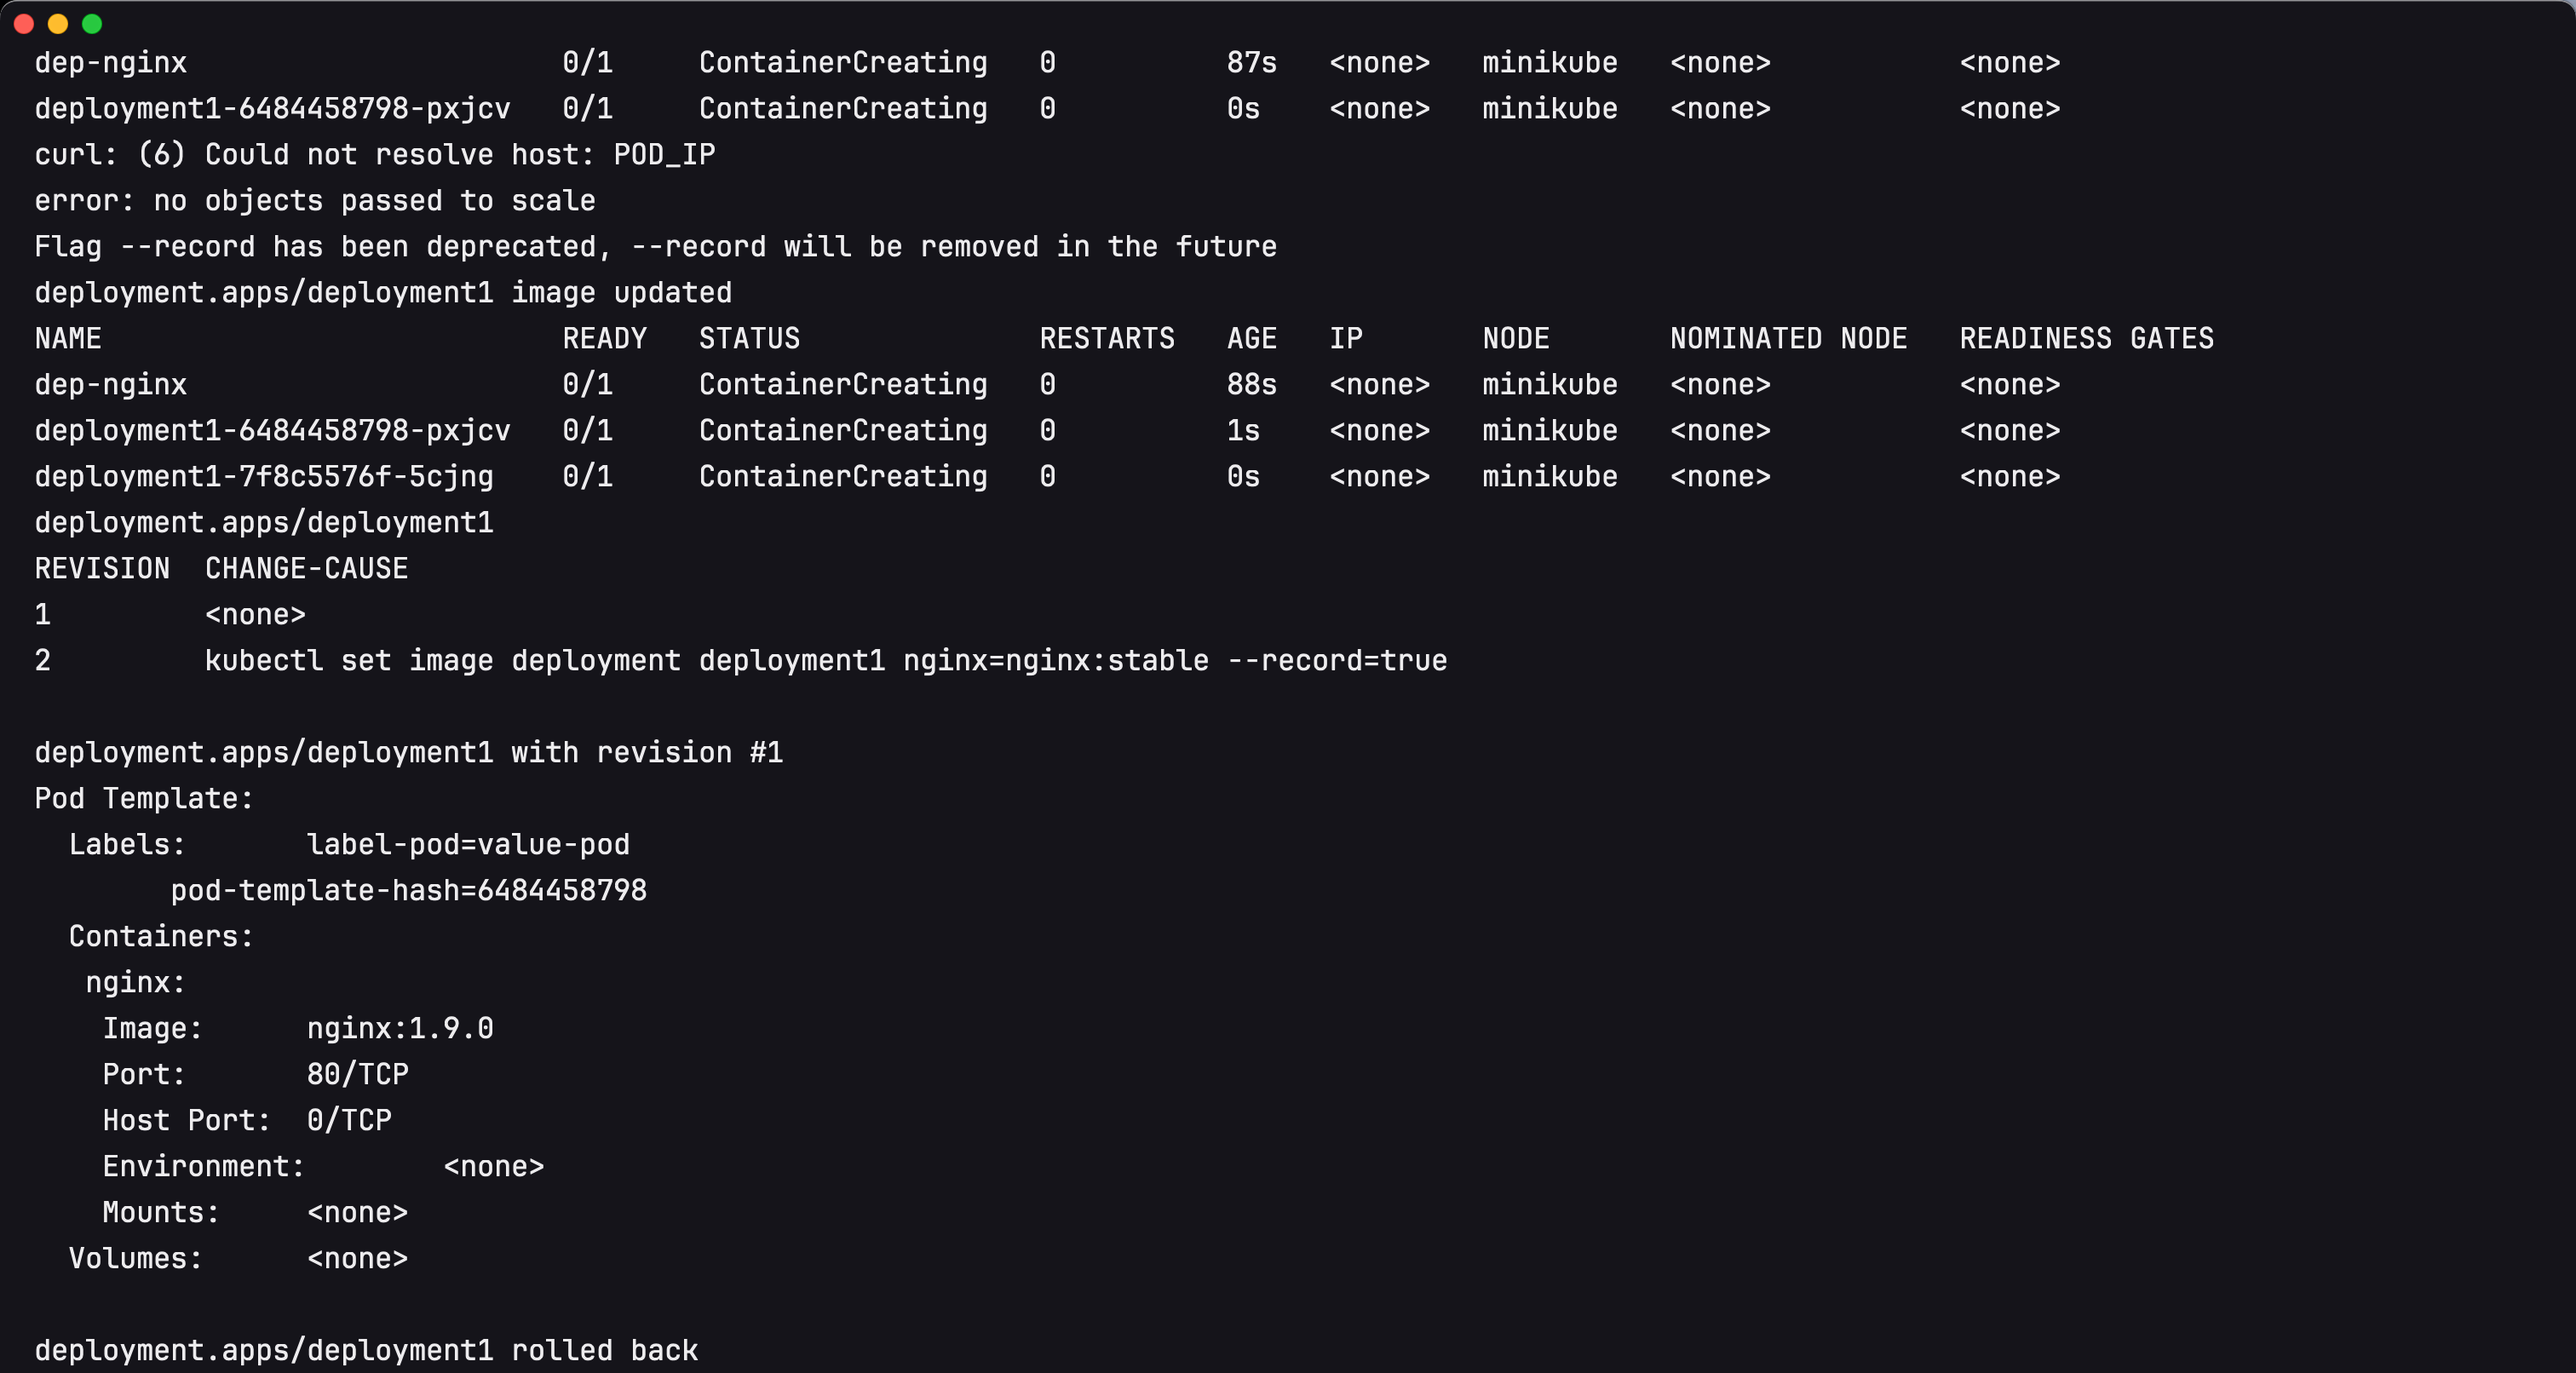 dep-nginx                      0/1     ContainerCreating   0          87s   <none>   minikube   <none>           <none>
deployment1-6484458798-pxjcv   0/1     ContainerCreating   0          0s    <none>   minikube   <none>           <none>
curl: (6) Could not resolve host: POD_IP
error: no objects passed to scale
Flag --record has been deprecated, --record will be removed in the future
deployment.apps/deployment1 image updated
NAME                           READY   STATUS              RESTARTS   AGE   IP       NODE       NOMINATED NODE   READINESS GATES
dep-nginx                      0/1     ContainerCreating   0          88s   <none>   minikube   <none>           <none>
deployment1-6484458798-pxjcv   0/1     ContainerCreating   0          1s    <none>   minikube   <none>           <none>
deployment1-7f8c5576f-5cjng    0/1     ContainerCreating   0          0s    <none>   minikube   <none>           <none>
deployment.apps/deployment1
REVISION  CHANGE-CAUSE
1         <none>
2         kubectl set image deployment deployment1 nginx=nginx:stable --record=true

deployment.apps/deployment1 with revision #1
Pod Template:
  Labels:       label-pod=value-pod
        pod-template-hash=6484458798
  Containers:
   nginx:
    Image:      nginx:1.9.0
    Port:       80/TCP
    Host Port:  0/TCP
    Environment:        <none>
    Mounts:     <none>
  Volumes:      <none>

deployment.apps/deployment1 rolled back